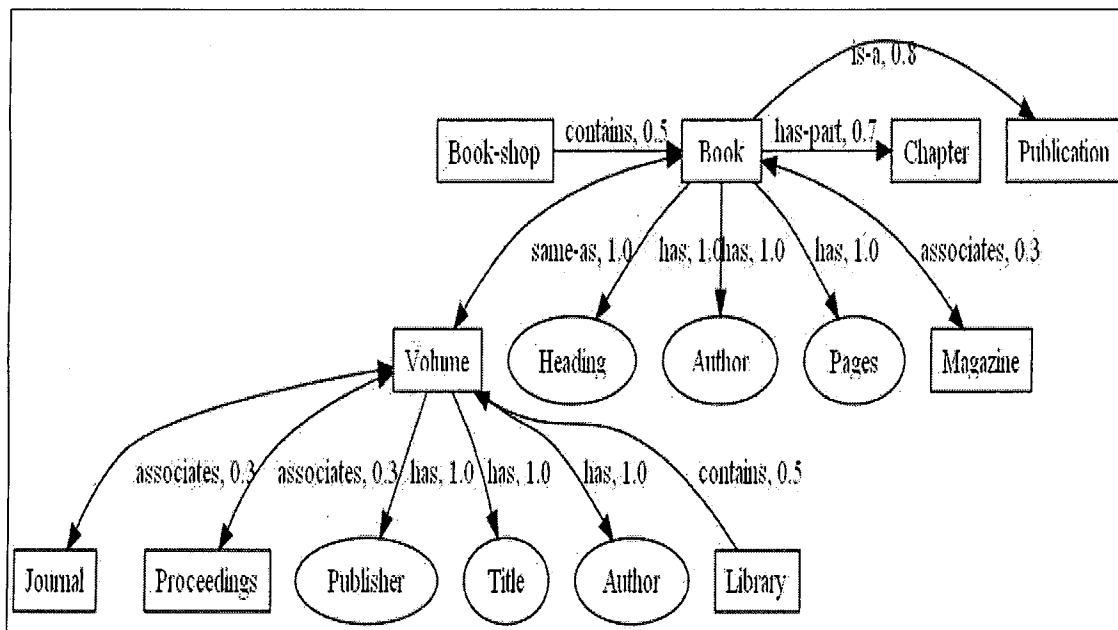 is-a, 0.8
Book-shop
contains, 0.5
Book
has-part, 0.7
Chapter
Publication
same-as, 1.0
has, 1.0
has, 1.0
has, 1.0
associates, 0.3
Volume
Heading
Author
Pages
Magazine
associates, 0.3
associates, 0.3
has, 1.0
has, 1.0
has, 1.0
contains, 0.5
Journal
Proceedings
Publisher
Title
Author
Library